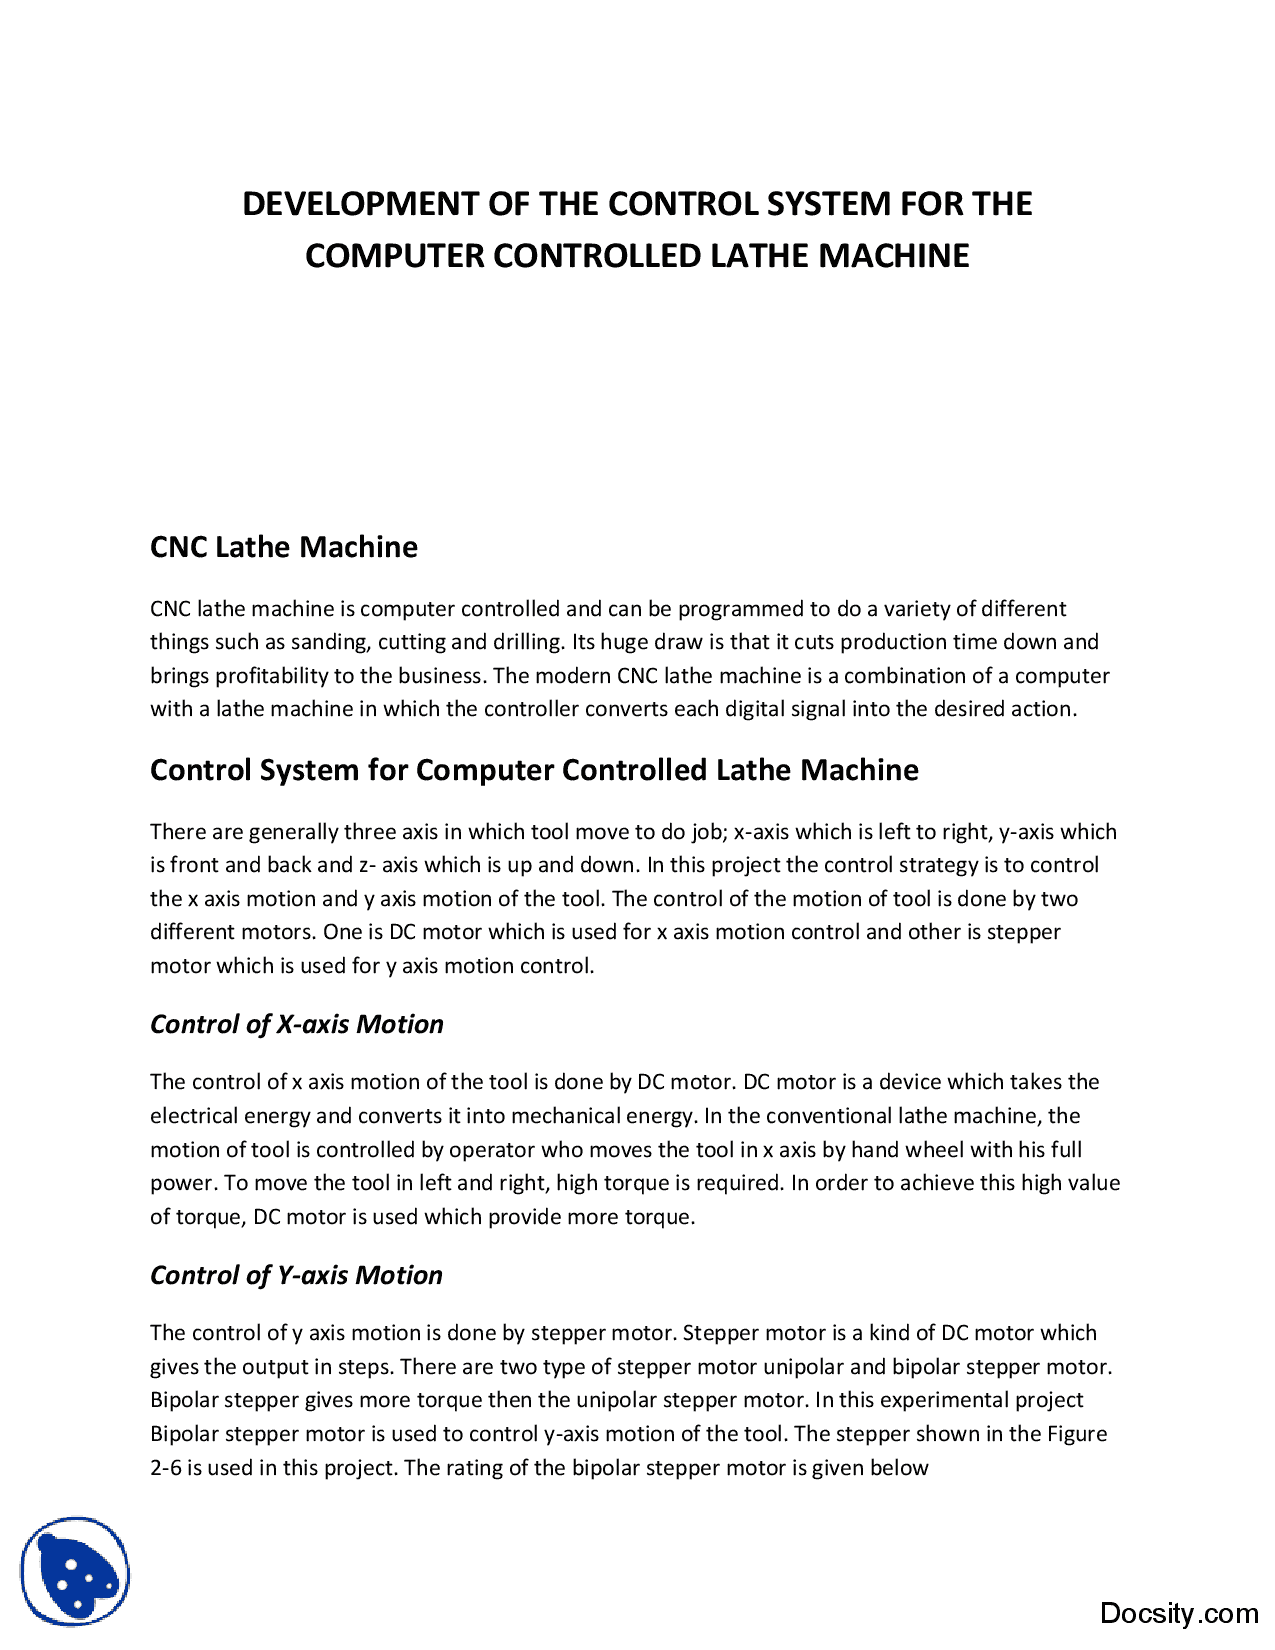 DEVELOPMENT OF THE CONTROL SYSTEM FOR THE
COMPUTER CONTROLLED LATHE MACHINE
CNC Lathe Machine
CNC lathe machine is computer controlled and can be programmed to do a variety of different
things such as sanding, cutting and drilling. Its huge draw is that it cuts production time down and
brings profitability to the business. The modern CNC lathe machine is a combination of a computer
with a lathe machine in which the controller converts each digital signal into the desired action.
Control System for Computer Controlled Lathe Machine
There are generally three axis in which tool move to do job; x-axis which is left to right, y-axis which
is front and back and z- axis which is up and down. In this project the control strategy is to control
the x axis motion and y axis motion of the tool. The control of the motion of tool is done by two
different motors. One is DC motor which is used for x axis motion control and other is stepper
motor which is used for y axis motion control.
Control of X-axis Motion
The control of x axis motion of the tool is done by DC motor. DC motor is a device which takes the
electrical energy and converts it into mechanical energy. In the conventional lathe machine, the
motion of tool is controlled by operator who moves the tool in x axis by hand wheel with his full
power. To move the tool in left and right, high torque is required. In order to achieve this high value
of torque, DC motor is used which provide more torque.
Control of Y-axis Motion
The control of y axis motion is done by stepper motor. Stepper motor is a kind of DC motor which
gives the output in steps. There are two type of stepper motor unipolar and bipolar stepper motor.
Bipolar stepper gives more torque then the unipolar stepper motor. In this experimental project
Bipolar stepper motor is used to control y-axis motion of the tool. The stepper shown in the Figure
2-6 is used in this project. The rating of the bipolar stepper motor is given below
Docsity.com